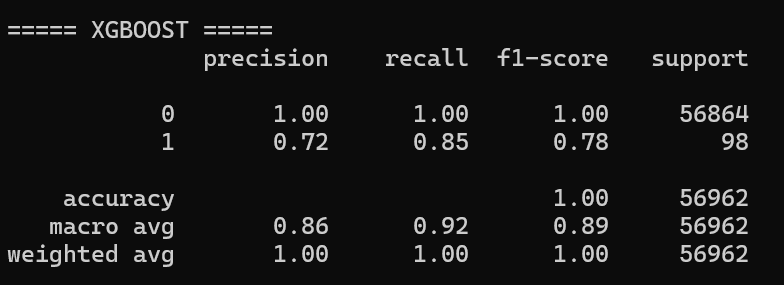 ===== XGBOOST =====
precision recall f1-score support
0 1.00 1.00 1.00 56864
1 0.72 0.85 0.78 98
accuracy 1.00 56962
macro avg 0.86 0.92 0.89 56962
weighted avg 1.00 1.00 1.00 56962